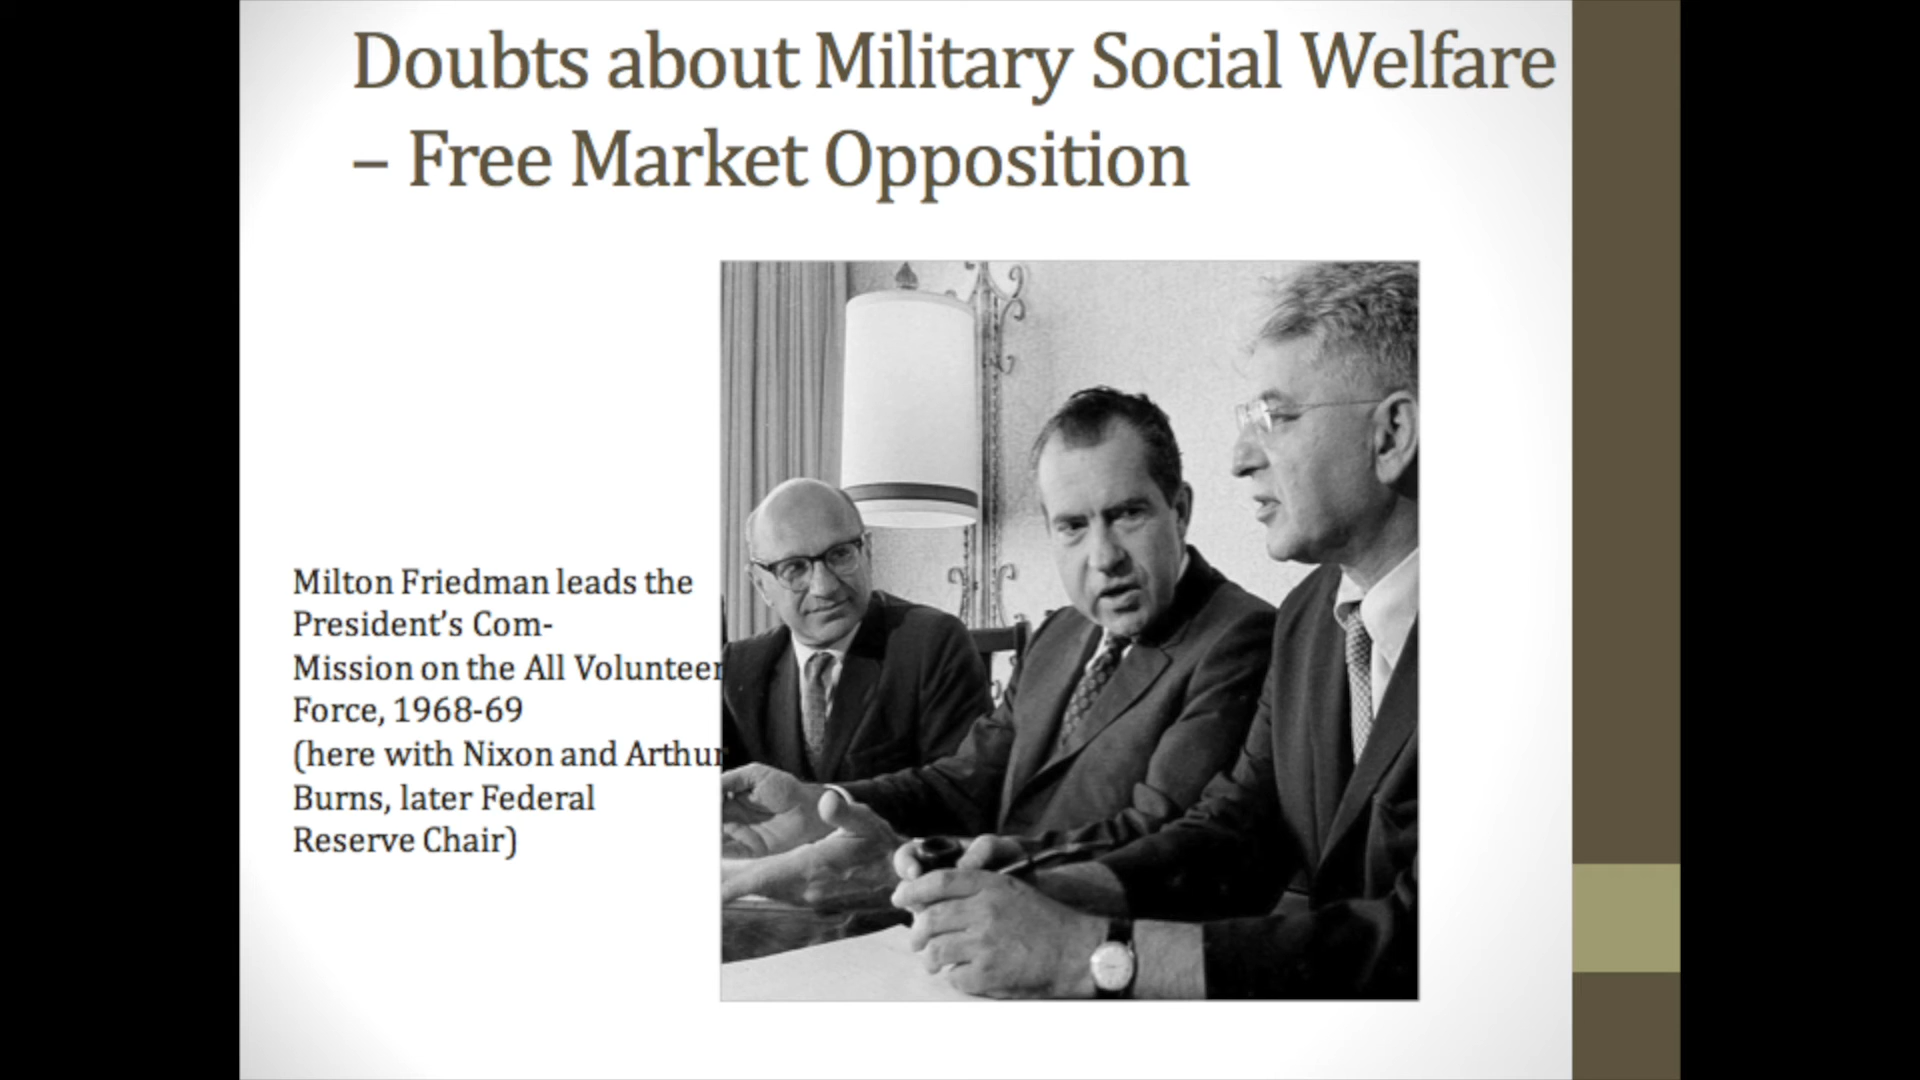 Doubts about Military Social Welfare
– Free Market Opposition
Milton Friedman leads the
President’s Com-
Mission on the All Volunteer
Force, 1968-69
(here with Nixon and Arthur
Burns, later Federal
Reserve Chair)